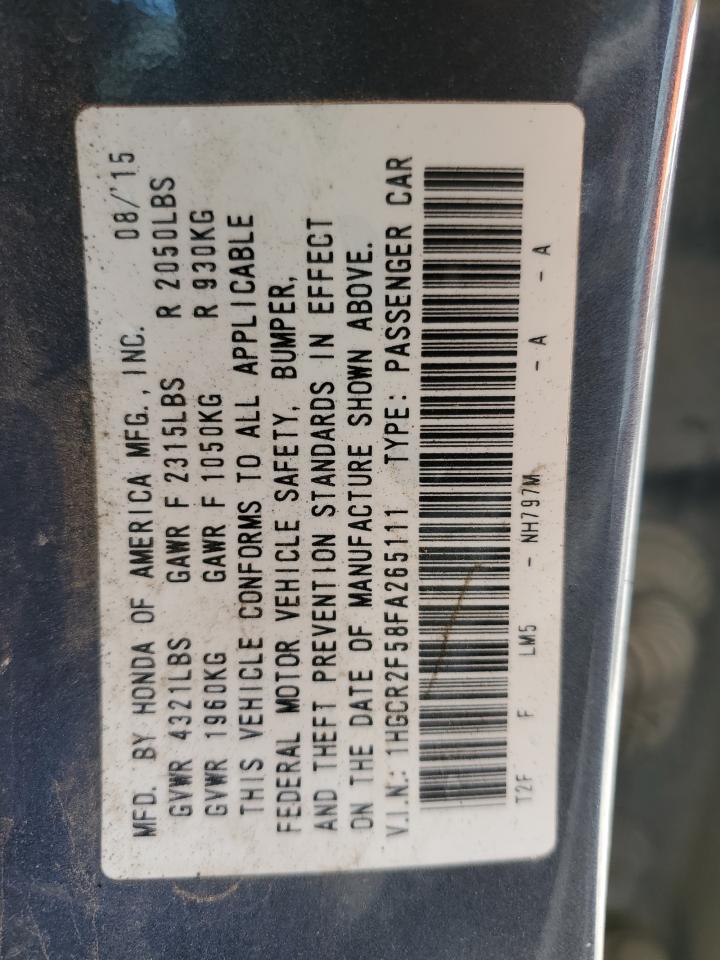 MFD. BY HONDA OF AMERICA MFG., INC. 08/'15
GVWR 4321LBS GAWR F 2315LBS R 2050LBS
GVWR 1960KG GAWR F 1050KG R 930KG
THIS VEHICLE CONFORMS TO ALL APPLICABLE
FEDERAL MOTOR VEHICLE SAFETY, BUMPER,
AND THEFT PREVENTION STANDARDS IN EFFECT
ON THE DATE OF MANUFACTURE SHOWN ABOVE.
V.I.N.: 1HGCR2F58FA265111 TYPE: PASSENGER CAR
T2F F LM5 - NH797M - A - A